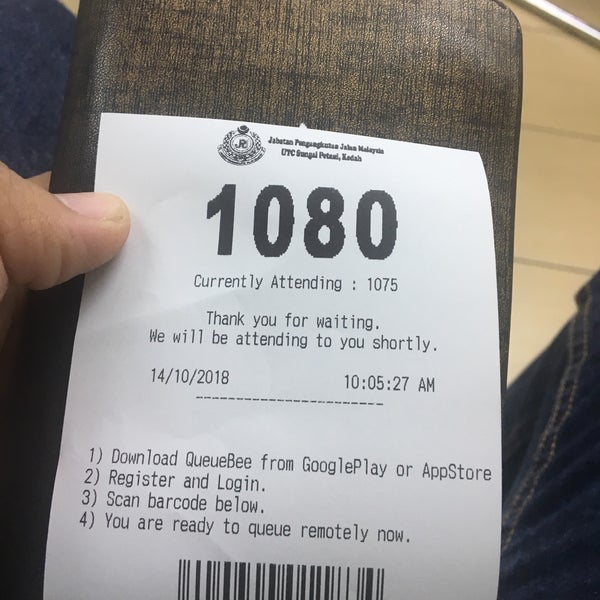 Jabatan Pengangkutan Jalan Malaysia
UTC Sungai Petani, Kedah
1080
Currently Attending : 1075
Thank you for waiting.
We will be attending to you shortly.
14/10/2018 10:05:27 AM
-----------------------
1) Download QueueBee from GooglePlay or AppStore
2) Register and Login.
3) Scan barcode below.
4) You are ready to queue remotely now.